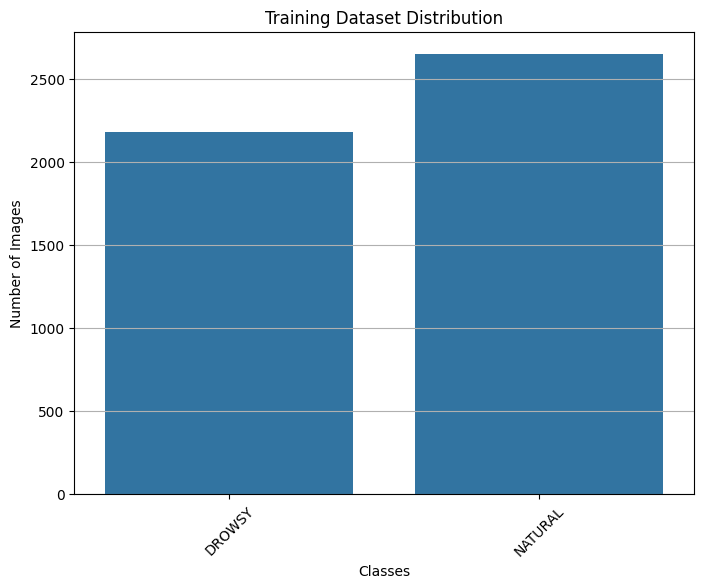 Training Dataset Distribution
Number of Images
2500
2000
1500
1000
500
0
DROWSY
NATURAL
Classes